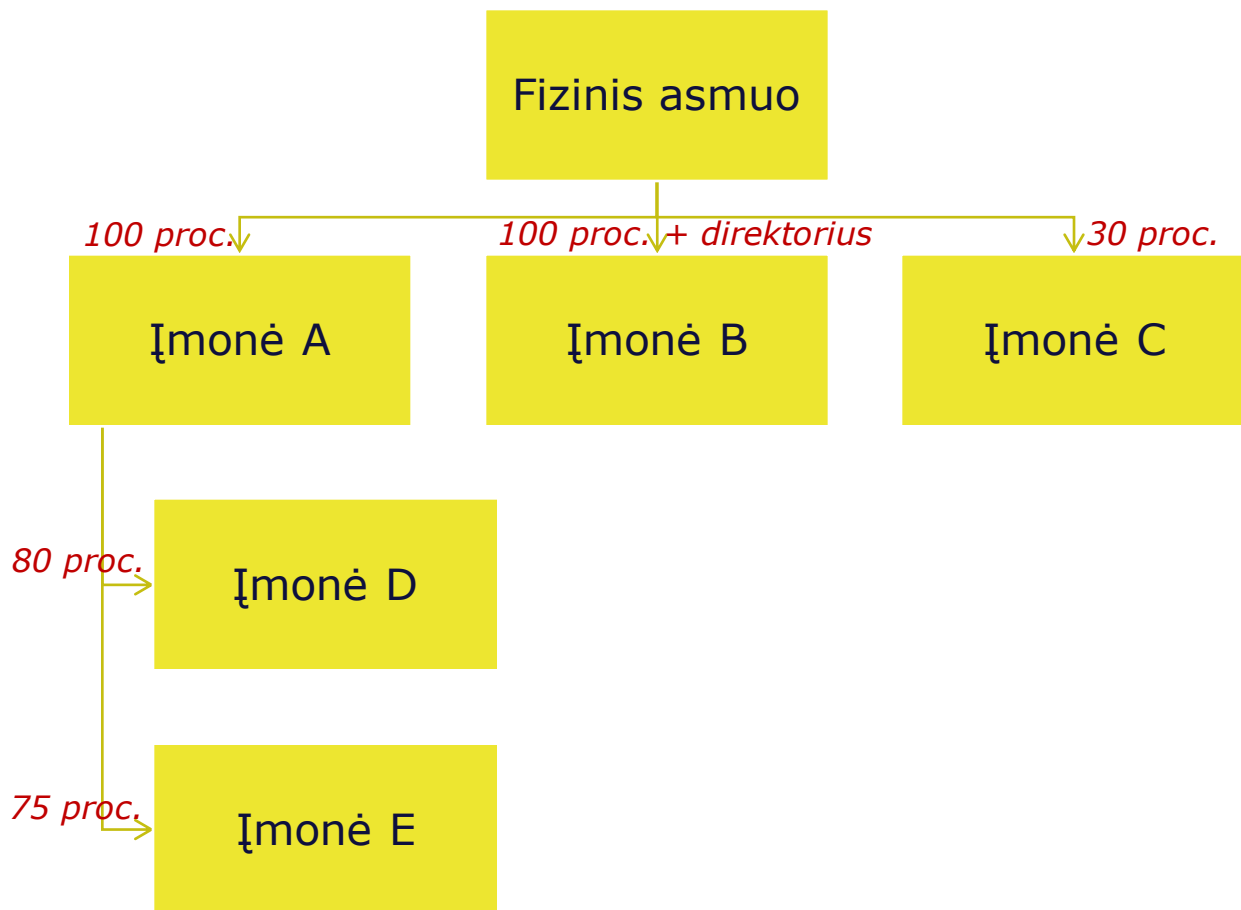 Fizinis asmuo
100 proc.
100 proc. + direktorius
30 proc.
Įmonė A
Įmonė B
Įmonė C
80 proc.
Įmonė D
75 proc.
Įmonė E